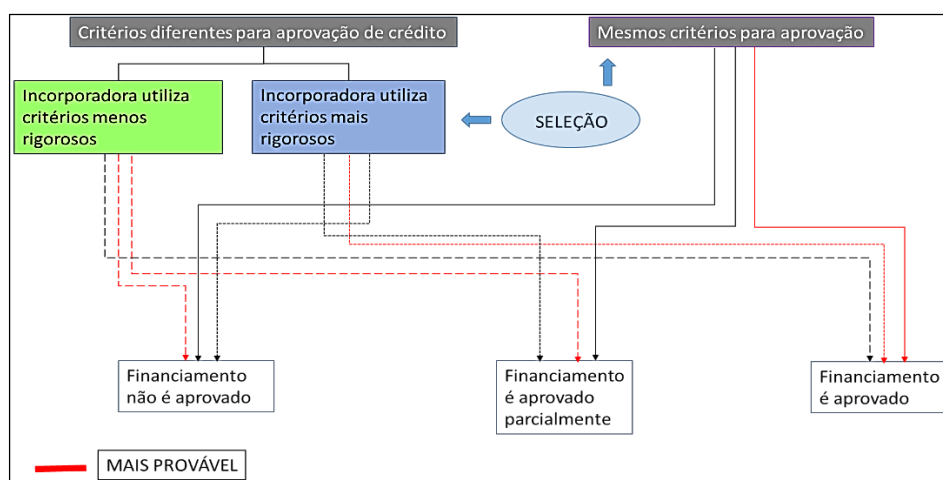 Critérios diferentes para aprovação de crédito
Mesmos critérios para aprovação
Incorporadora utiliza
critérios menos
rigorosos
Incorporadora utiliza
critérios mais
rigorosos
SELEÇÃO
Financiamento
não é aprovado
Financiamento
é aprovado
parcialmente
Financiamento
é aprovado
MAIS PROVÁVEL